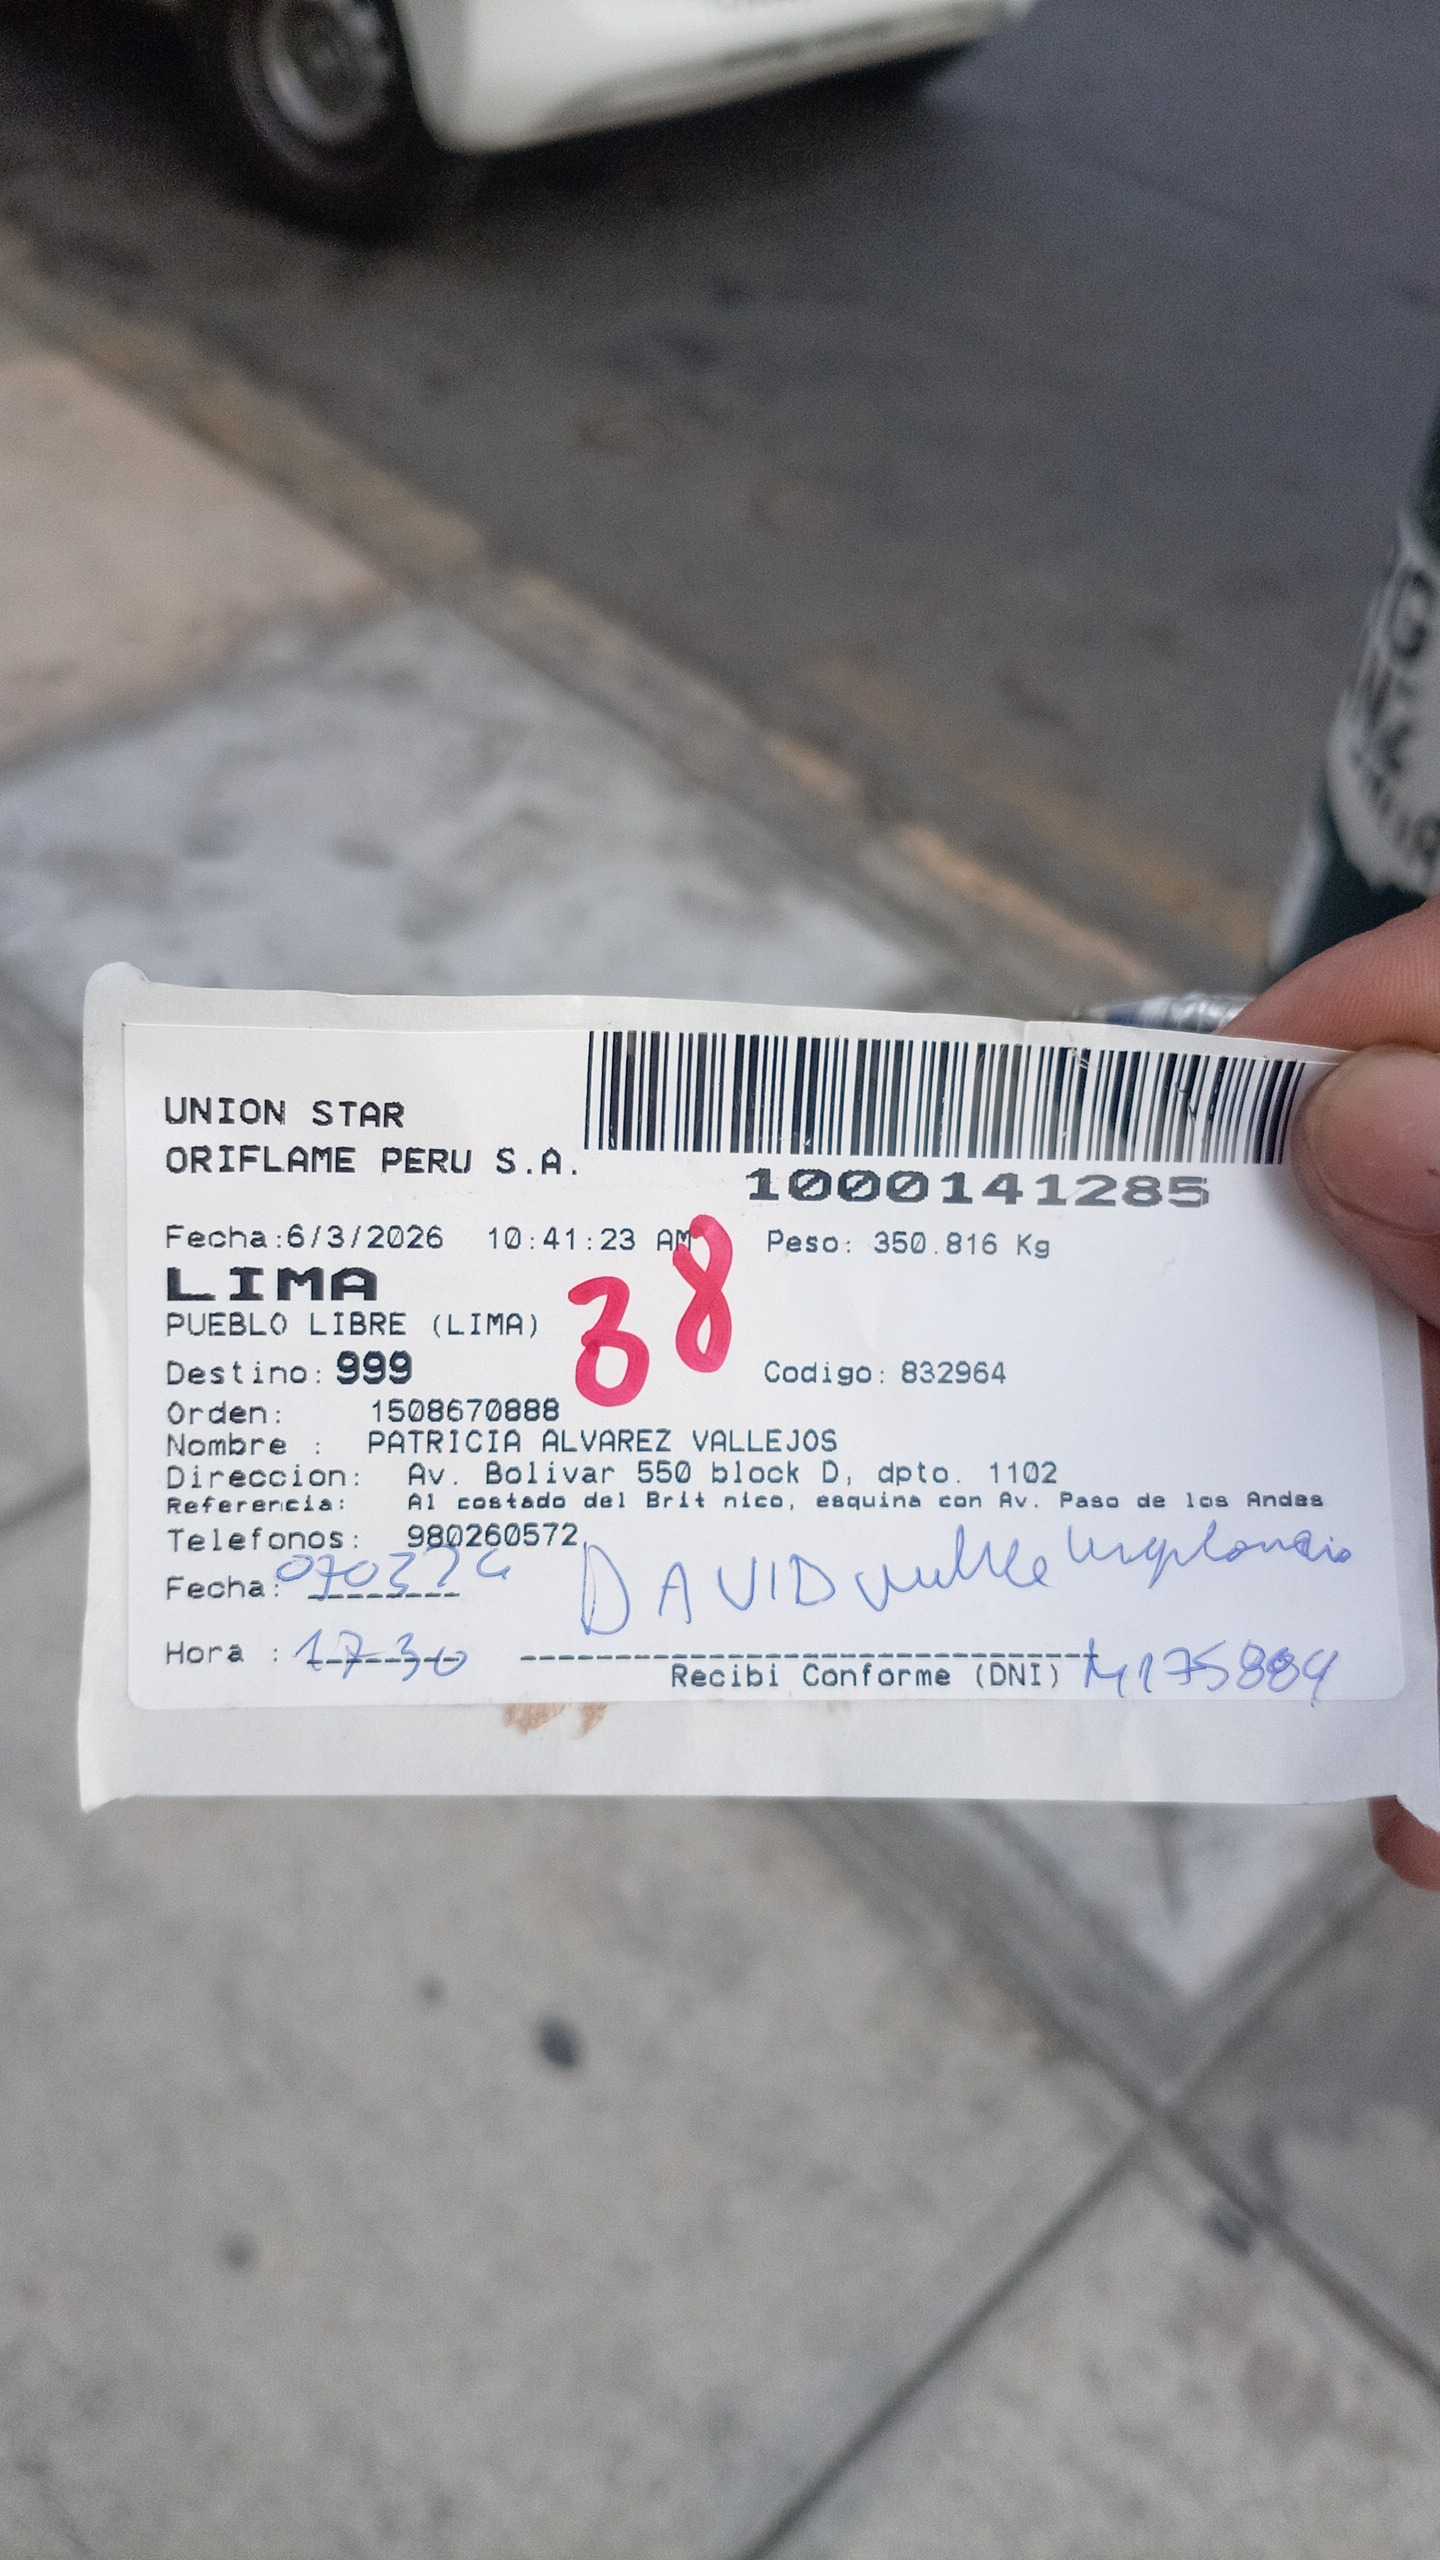 UNION STAR
ORIFLAME PERU S.A.
1000141285
Fecha:6/3/2026 10:41:23 AM Peso: 350.816 Kg
38
LIMA
PUEBLO LIBRE (LIMA)
Destino: 999 Codigo: 832964
Orden: 1508670888
Nombre : PATRICIA ALVAREZ VALLEJOS
Direccion: Av. Bolivar 550 block D, dpto. 1102
Referencia: Al costado del Brit nico, esquina con Av. Paso de los Andes
Telefonos: 980260572
Fecha: DAVID
Hora : 17-30
Recibi Conforme (DNI)